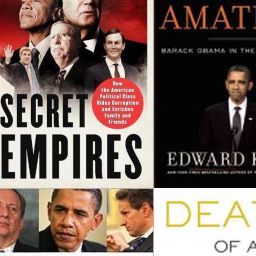 How the American
Political Class
Hides Corruption
and Enriches
Family and
Friends
SECRET
EMPIRES
AMAT
BARACK OBAMA IN THE
EDWARD K
DEAT
OF A